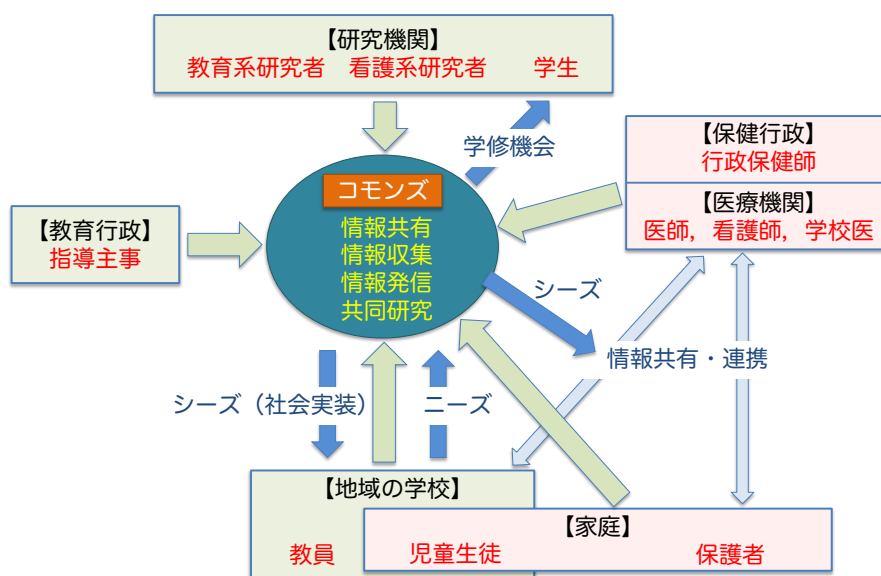 【研究機関】
教育系研究者 看護系研究者 学生
学修機会
【保健行政】
行政保健師
【医療機関】
医師，看護師，学校医
コモンズ
情報共有
情報収集
情報発信
共同研究
【教育行政】
指導主事
シーズ
情報共有・連携
シーズ（社会実装）
ニーズ
【地域の学校】
教員
児童生徒
【家庭】
保護者